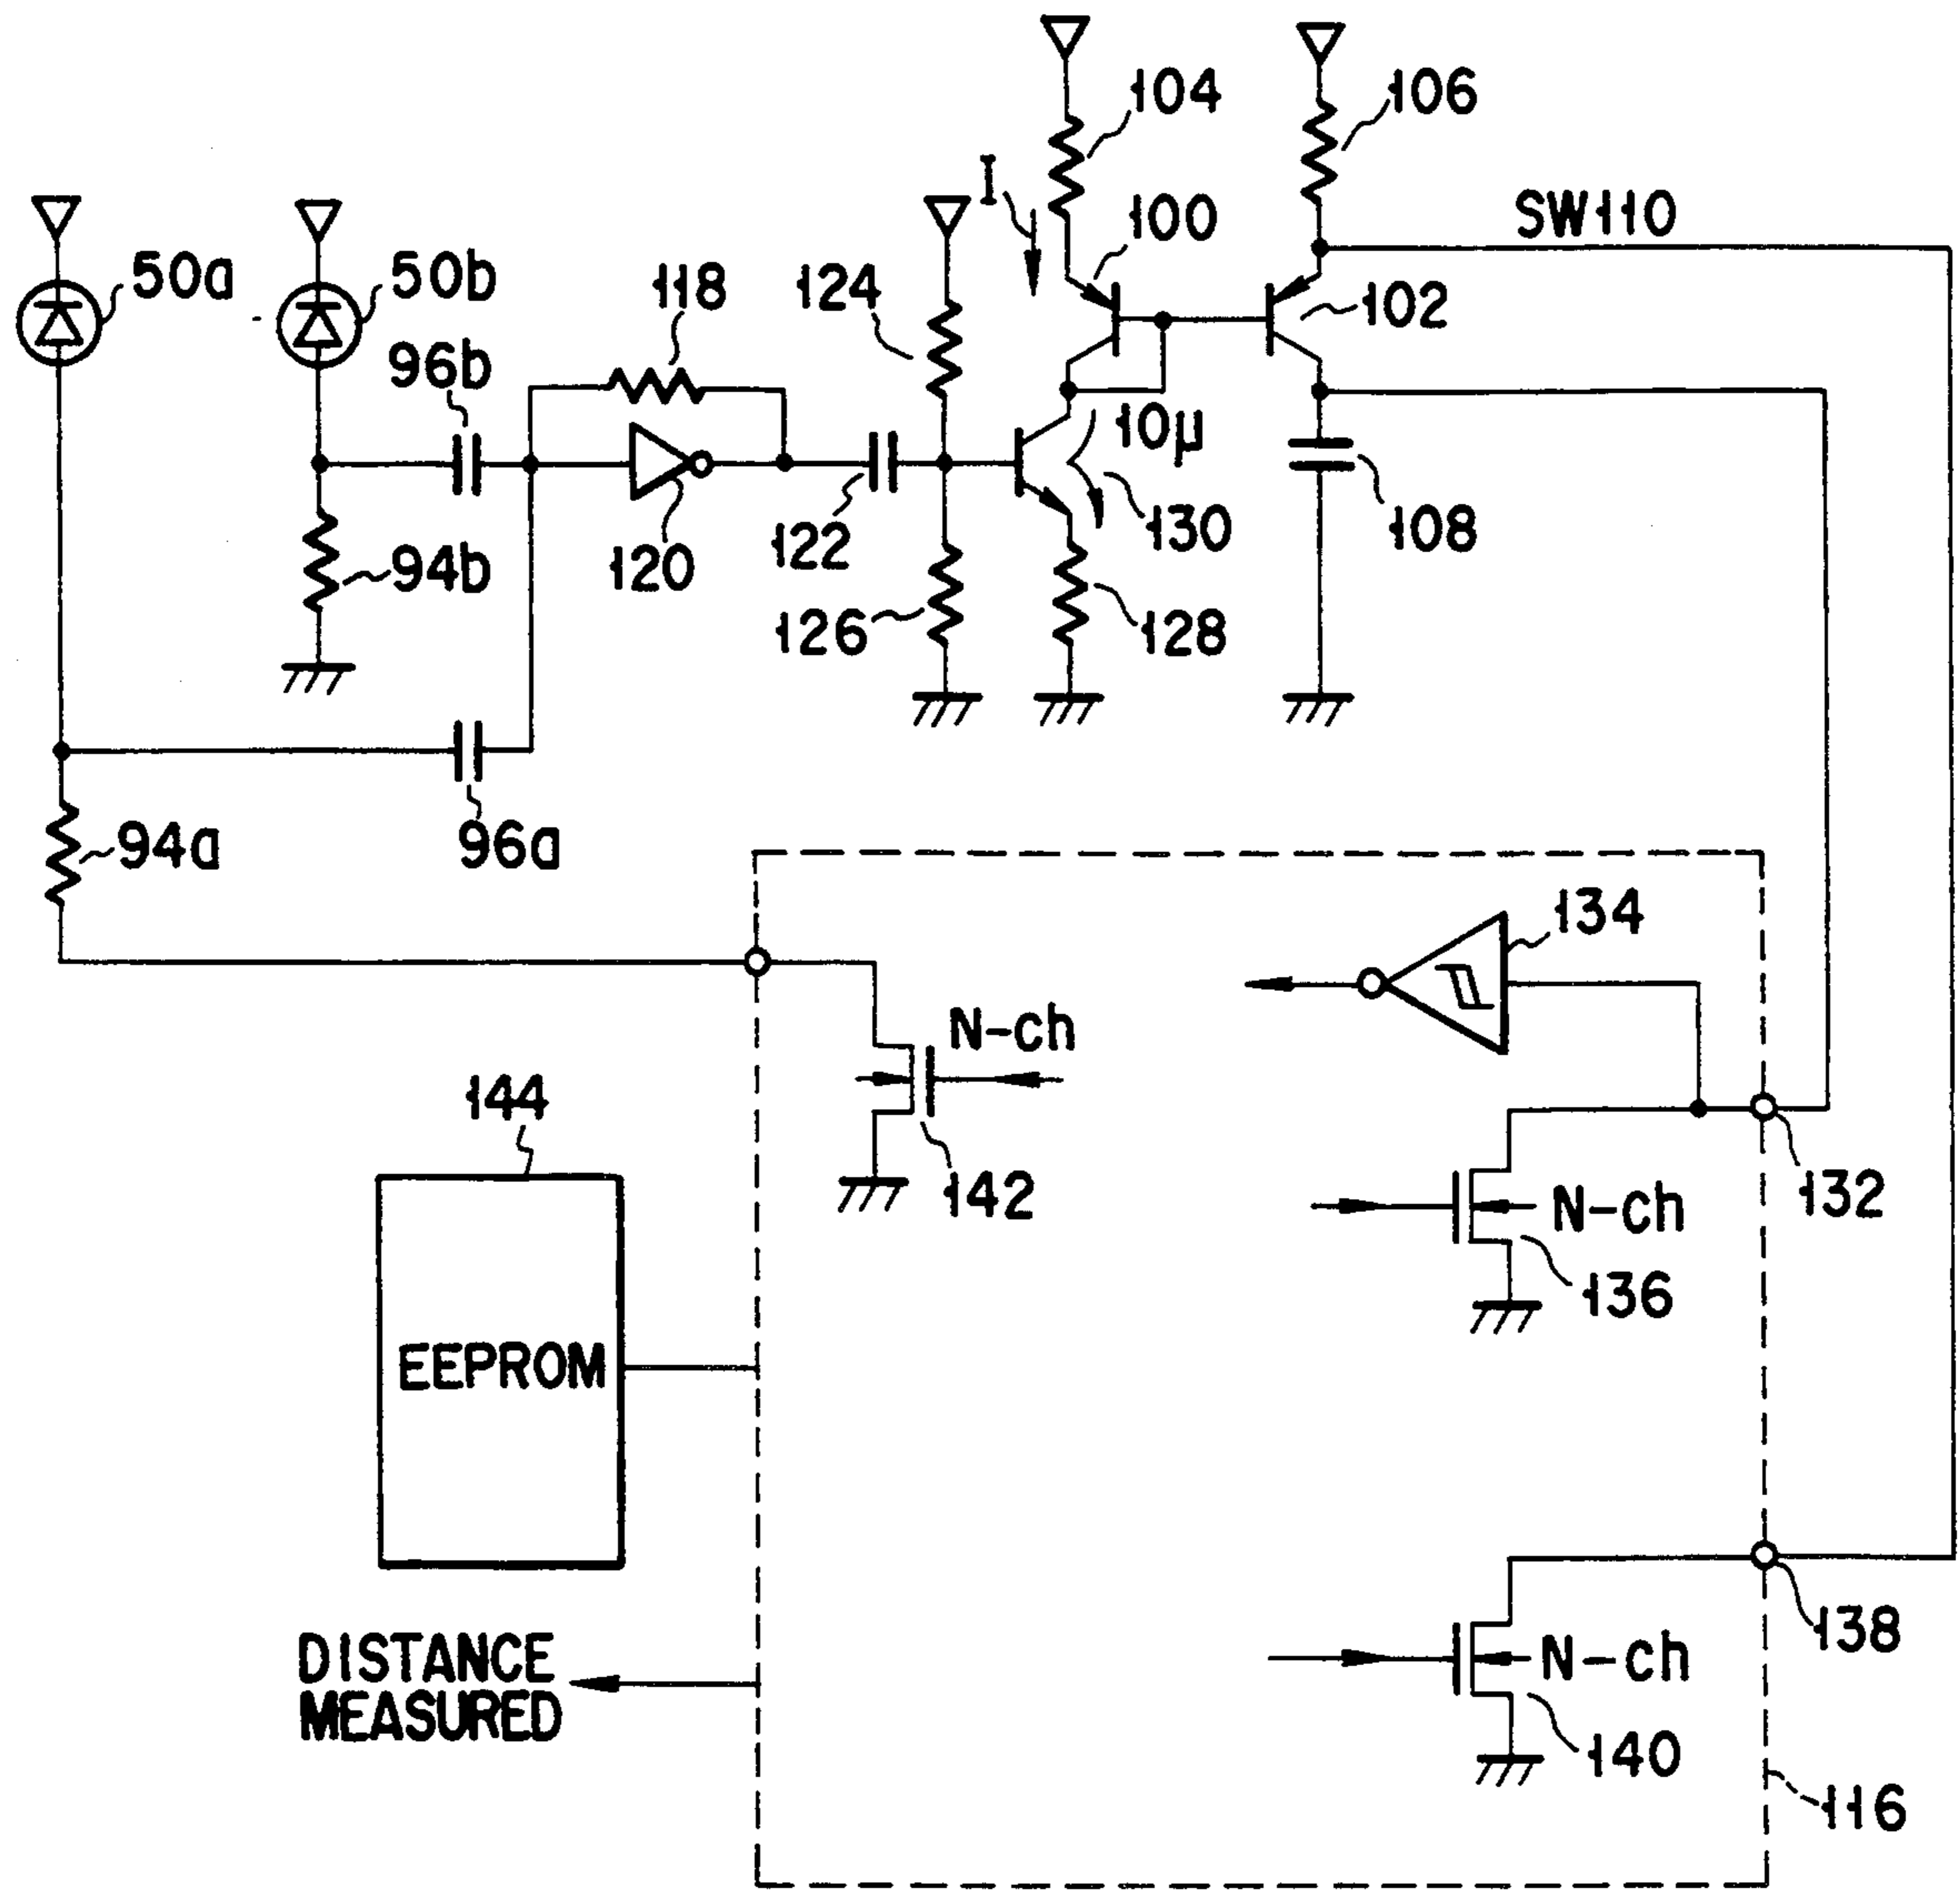 104
106
I
100
SW110
50a
50b
118
124
102
96b
10μ
130
108
122
94b
120
126
128
94a
96a
134
N-ch
144
142
132
N-ch
136
EEPROM
138
DISTANCE
MEASURED
N-ch
140
116